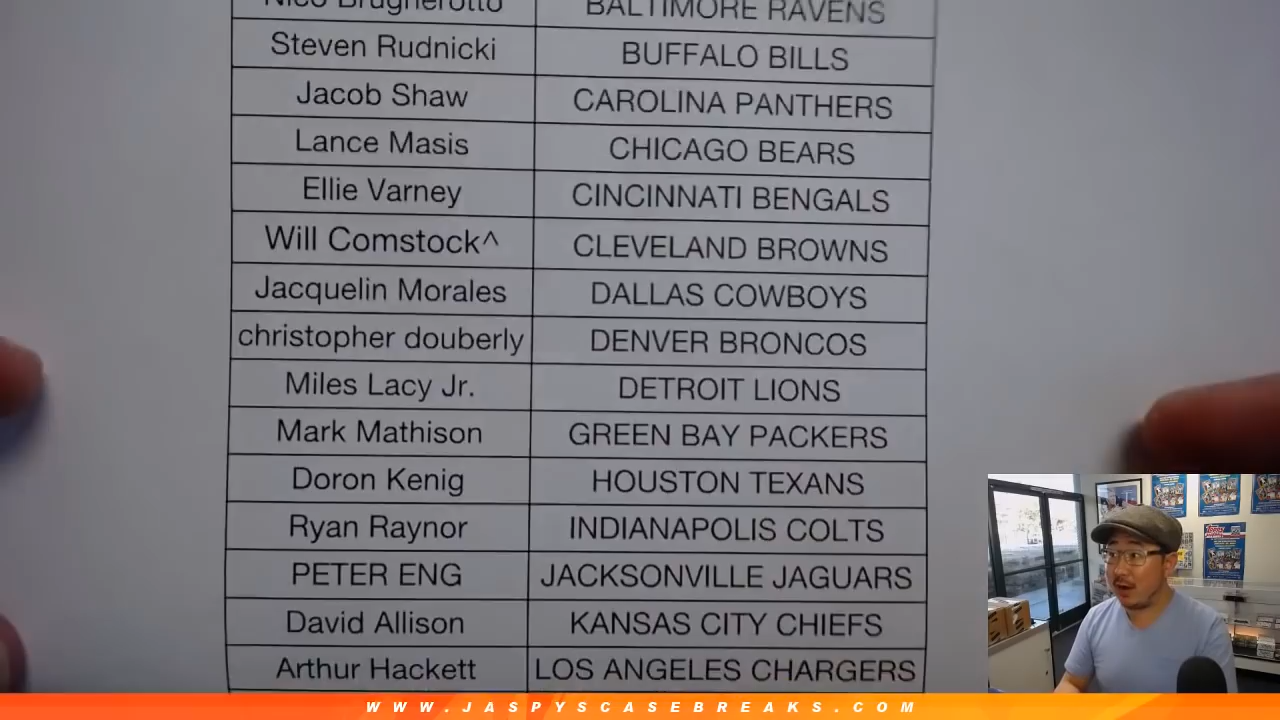 Nico Brugnerotto BALTIMORE RAVENS
Steven Rudnicki BUFFALO BILLS
Jacob Shaw CAROLINA PANTHERS
Lance Masis CHICAGO BEARS
Ellie Varney CINCINNATI BENGALS
Will Comstock^ CLEVELAND BROWNS
Jacquelin Morales DALLAS COWBOYS
christopher douberly DENVER BRONCOS
Miles Lacy Jr. DETROIT LIONS
Mark Mathison GREEN BAY PACKERS
Doron Kenig HOUSTON TEXANS
Ryan Raynor INDIANAPOLIS COLTS
PETER ENG JACKSONVILLE JAGUARS
David Allison KANSAS CITY CHIEFS
Arthur Hackett LOS ANGELES CHARGERS
WWW.JASPYSCASEBREAKS.COM